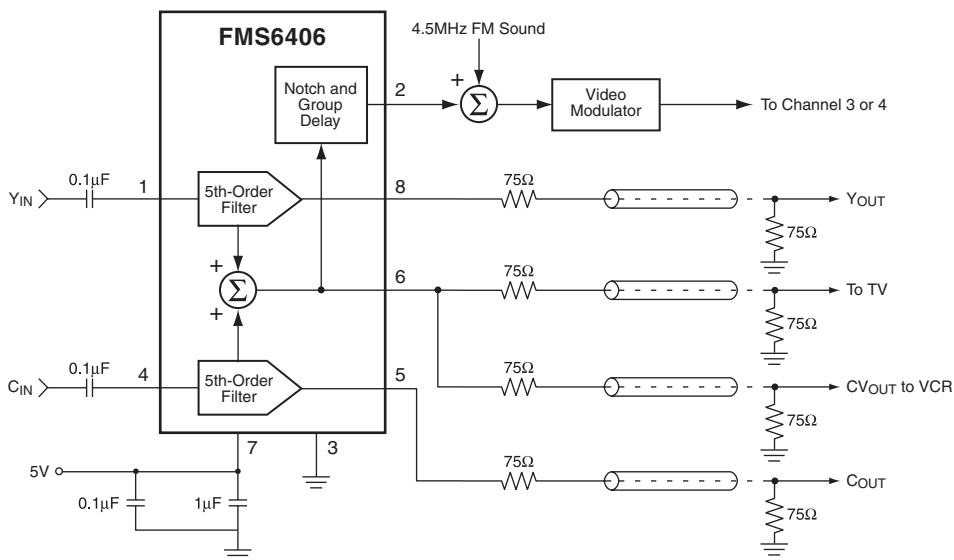 FMS6406
4.5MHz FM Sound
Notch and
Group
Delay
2
+
Σ
Video
Modulator
To Channel 3 or 4
YIN
0.1µF
1
5th-Order
Filter
8
75Ω
YOUT
75Ω
+
Σ
+
6
75Ω
To TV
75Ω
CIN
0.1µF
4
5th-Order
Filter
5
75Ω
CVOUT to VCR
75Ω
7
3
5V
0.1µF
1µF
75Ω
COUT
75Ω